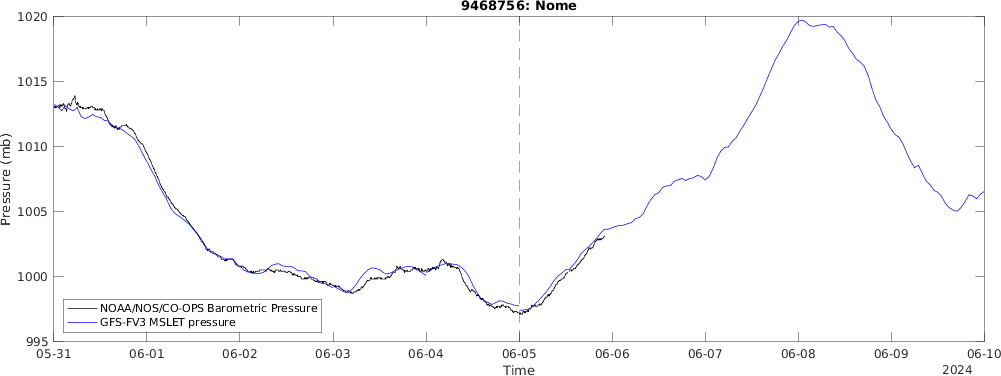 9468756: Nome
1020
1015
1010
1005
1000
995
Pressure (mb)
NOAA/NOS/CO-OPS Barometric Pressure
GFS-FV3 MSLET pressure
05-31 06-01 06-02 06-03 06-04 06-05 06-06 06-07 06-08 06-09 06-10
Time
2024